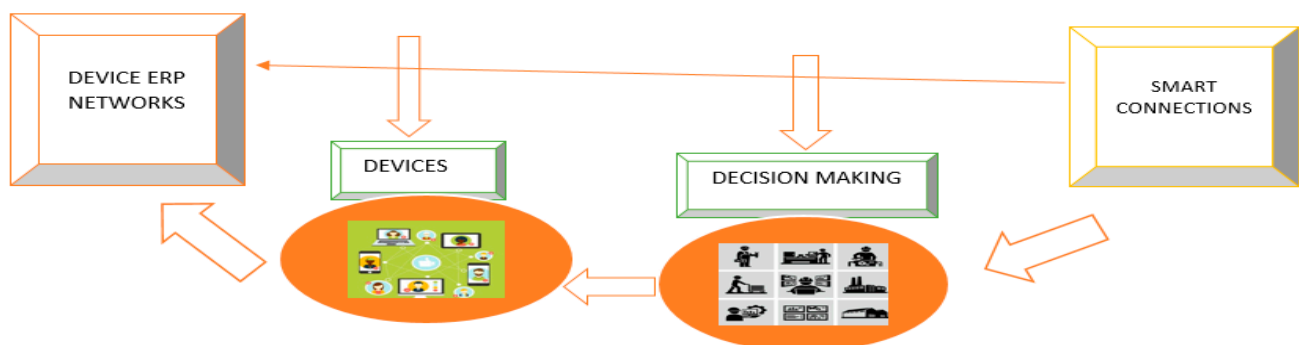 DEVICE ERP
NETWORKS
DEVICES
DECISION MAKING
SMART
CONNECTIONS